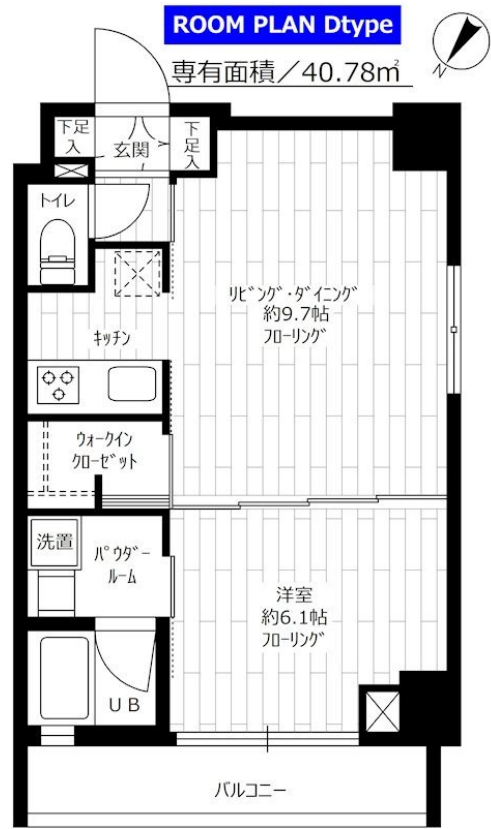 ROOM PLAN Dtype
専有面積／40.78㎡
N
下足入
玄関
下足入
トイレ
リビング・ダイニング
約9.7帖
フローリング
キッチン
ウォークイン
クローゼット
洗置
パウダー
ルーム
洋室
約6.1帖
フローリング
UB
バルコニー